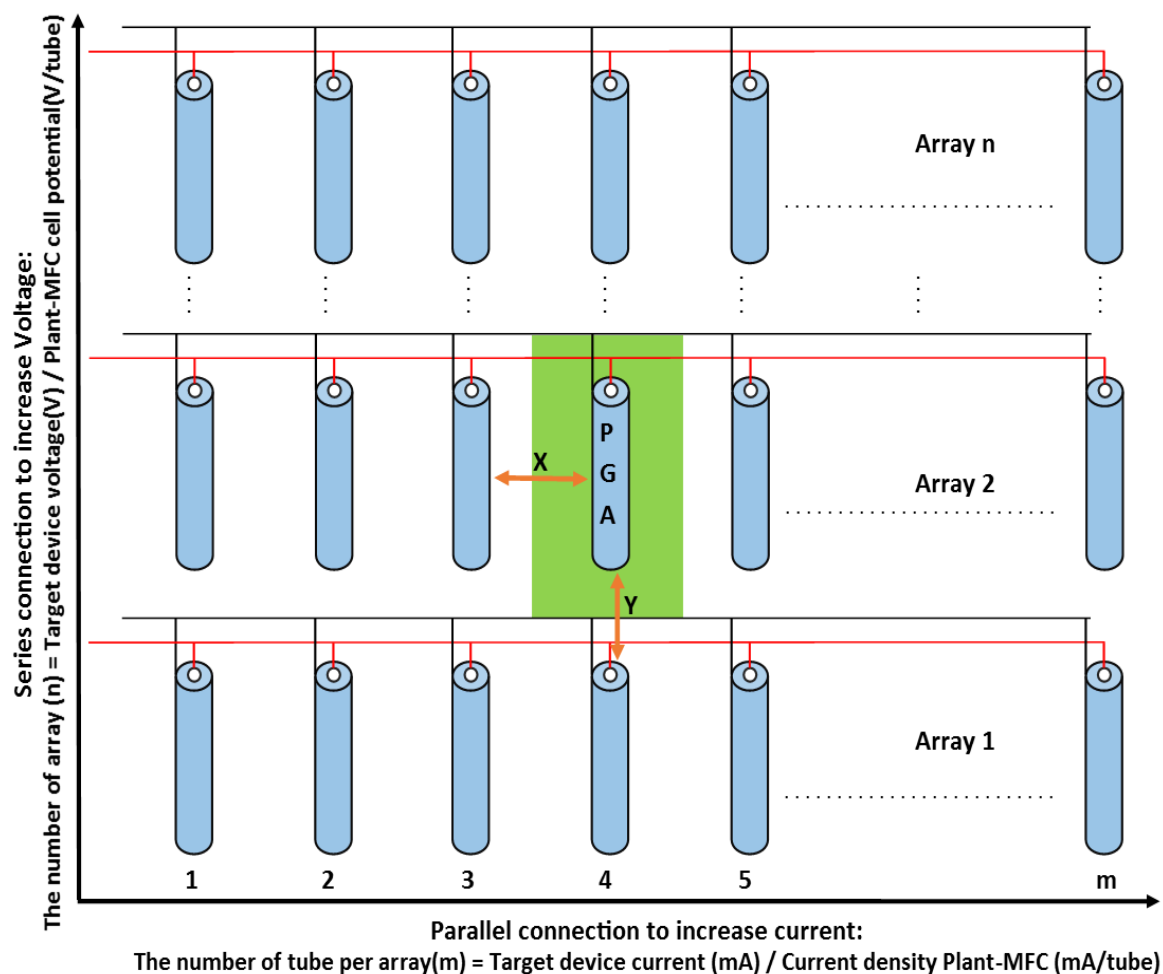 Series connection to increase Voltage:
The number of array (n) = Target device voltage(V) / Plant-MFC cell potential(V/tube)
Array n
X
P
G
A
Y
Array 2
Array 1
1 2 3 4 5 m
Parallel connection to increase current:
The number of tube per array(m) = Target device current (mA) / Current density Plant-MFC (mA/tube)